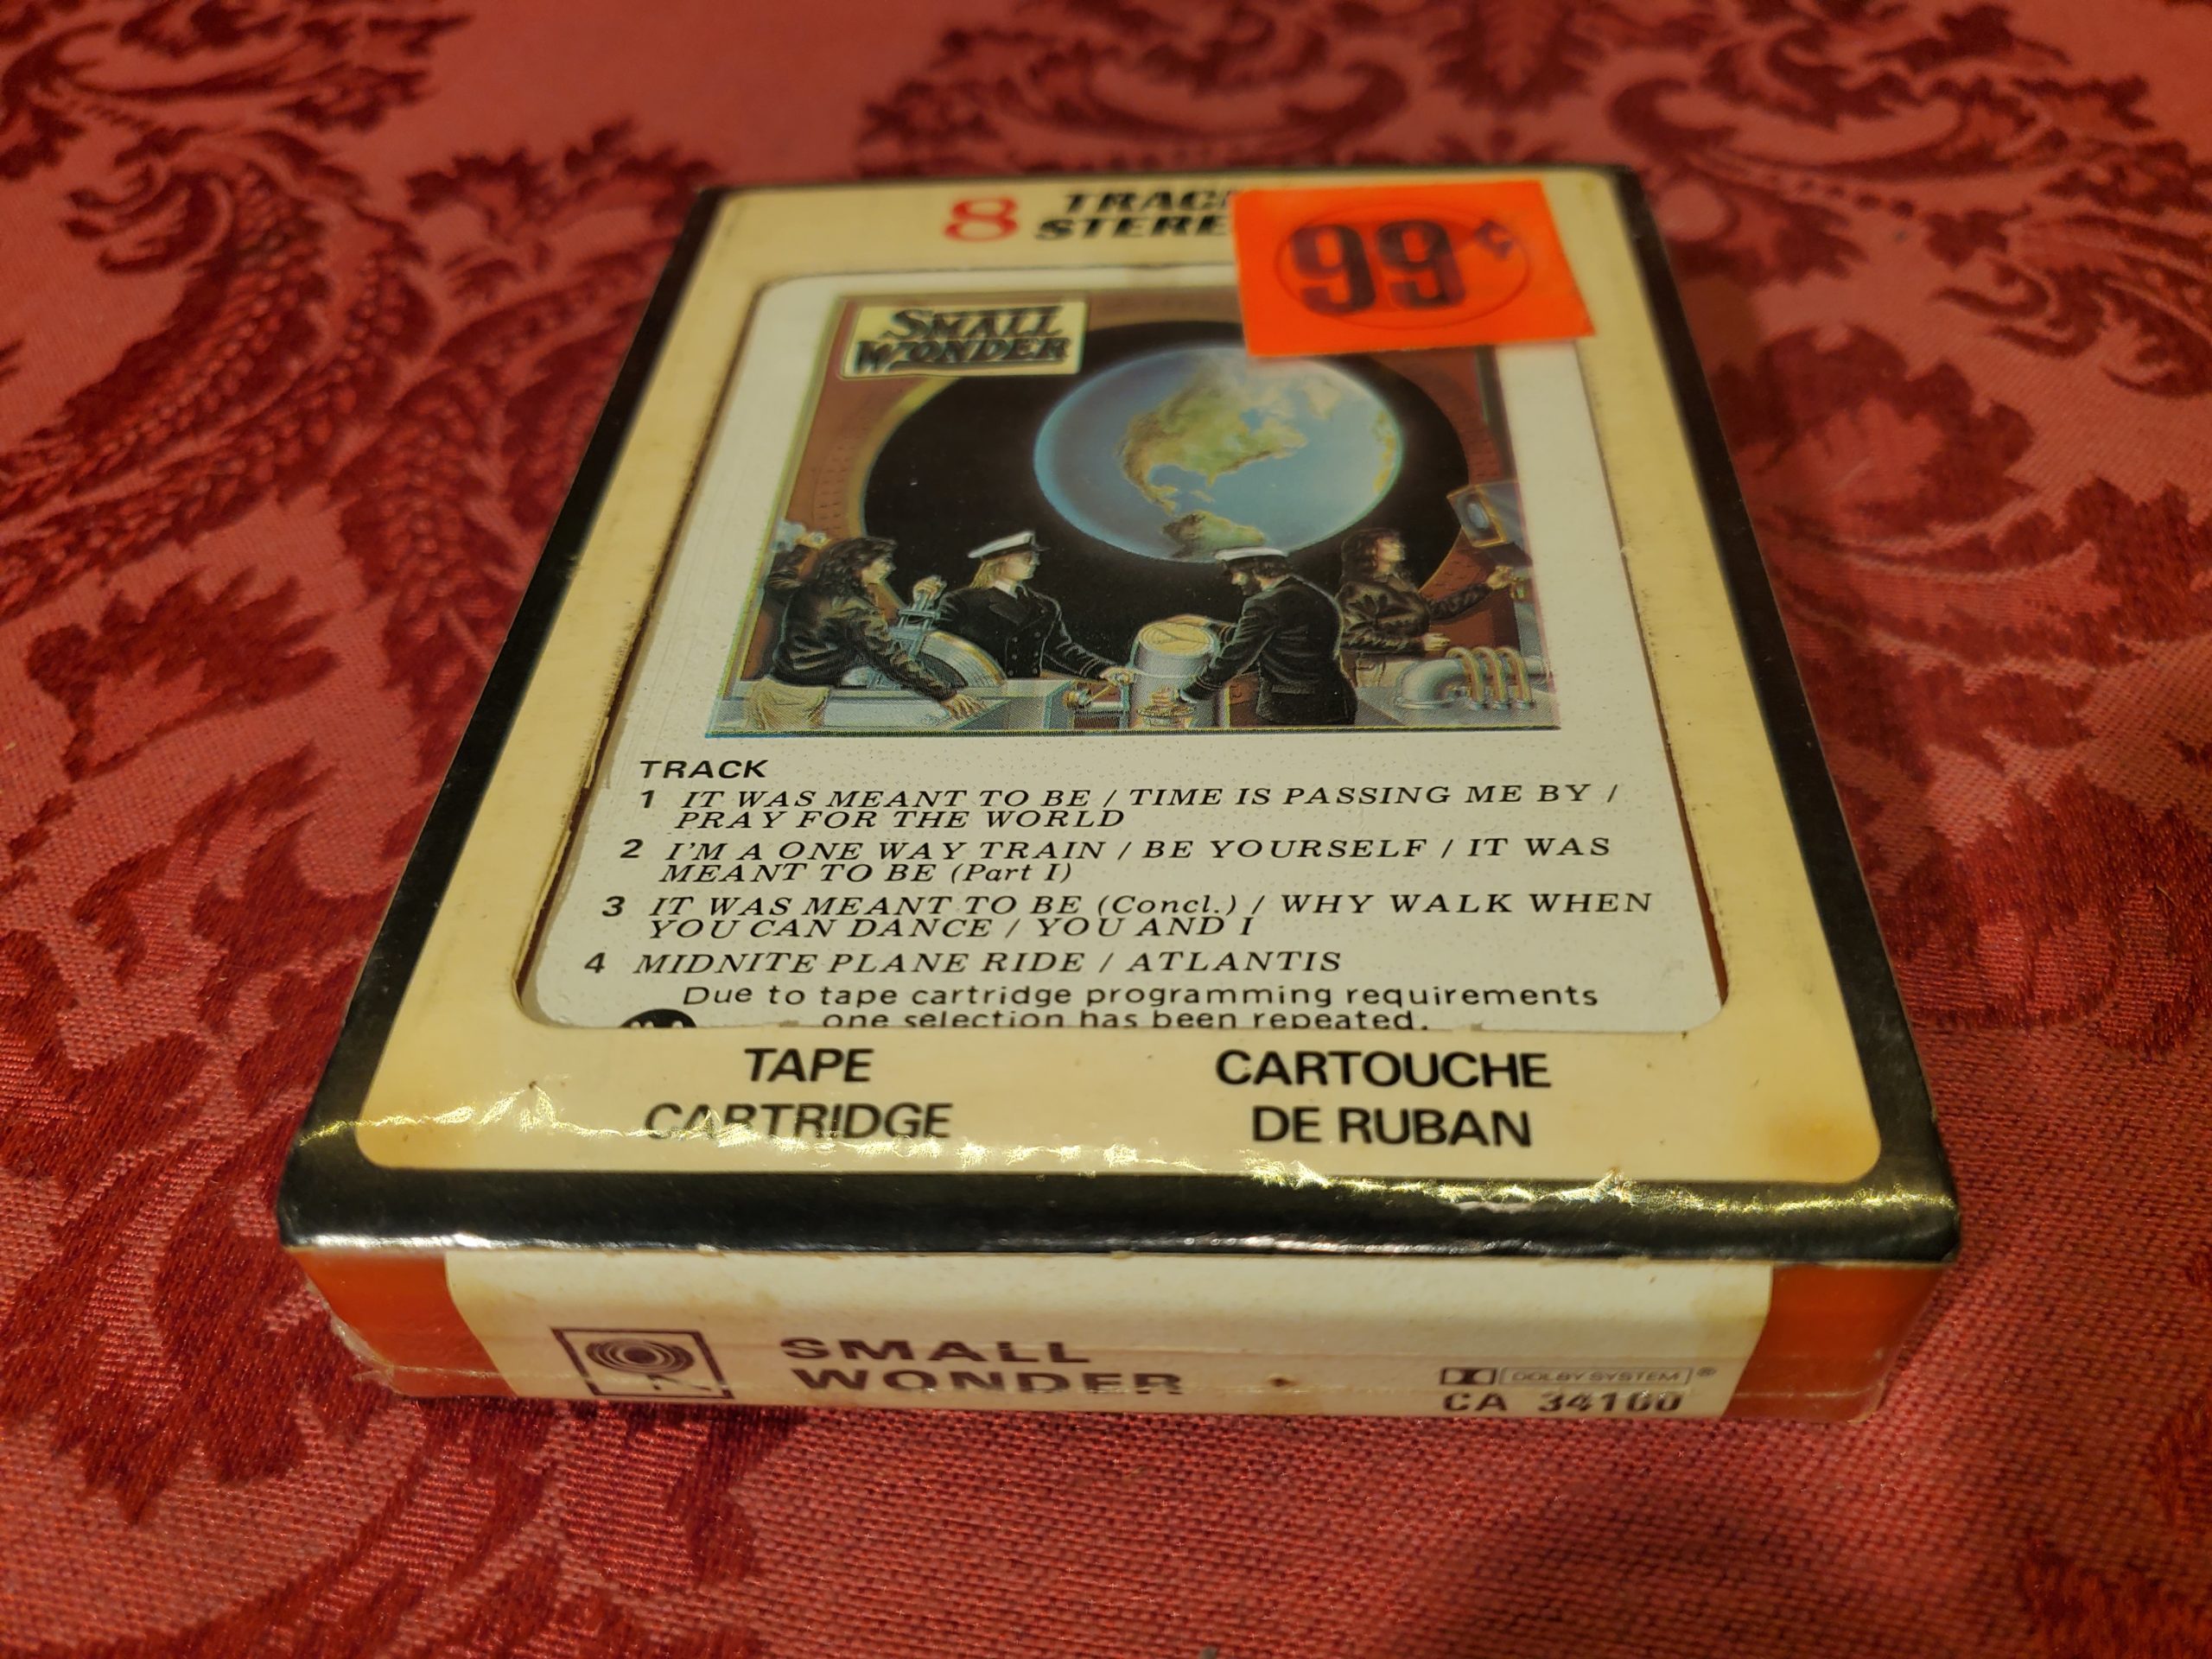 8 TRACK
STEREO
99¢
SMALL
WONDER
TRACK
1 IT WAS MEANT TO BE / TIME IS PASSING ME BY /
PRAY FOR THE WORLD
2 I'M A ONE WAY TRAIN / BE YOURSELF / IT WAS
MEANT TO BE (Part I)
3 IT WAS MEANT TO BE (Concl.) / WHY WALK WHEN
YOU CAN DANCE / YOU AND I
4 MIDNITE PLANE RIDE / ATLANTIS
Due to tape cartridge programming requirements
one selection has been repeated.
TAPE
CARTRIDGE
CARTOUCHE
DE RUBAN
SMALL
WONDER
DOLBY SYSTEM®
CA 34100